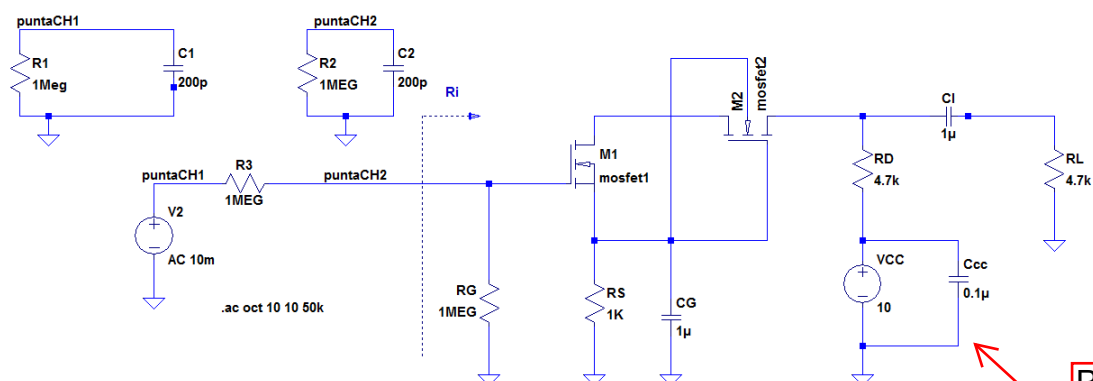 puntaCH1
R1
1Meg
C1
200p
puntaCH2
R2
1MEG
C2
200p
Ri
puntaCH1
R3
1MEG
puntaCH2
V2
AC 10m
.ac oct 10 10 50k
RG
1MEG
M1
mosfet1
RS
1K
CG
1µ
M2
mosfet2
RD
4.7k
CI
1µ
RL
4.7k
VCC
10
Ccc
0.1µ